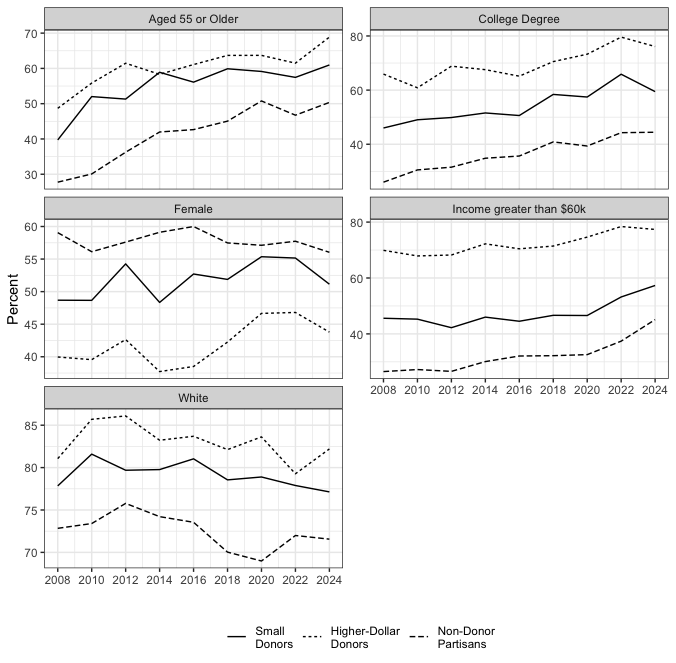 Percent
Aged 55 or Older
70
60
50
40
30
College Degree
80
60
40
Female
60
55
50
45
40
Income greater than $60k
80
60
40
2008 2010 2012 2014 2016 2018 2020 2022 2024
White
85
80
75
70
2008 2010 2012 2014 2016 2018 2020 2022 2024
Small
Donors
Higher-Dollar
Donors
Non-Donor
Partisans